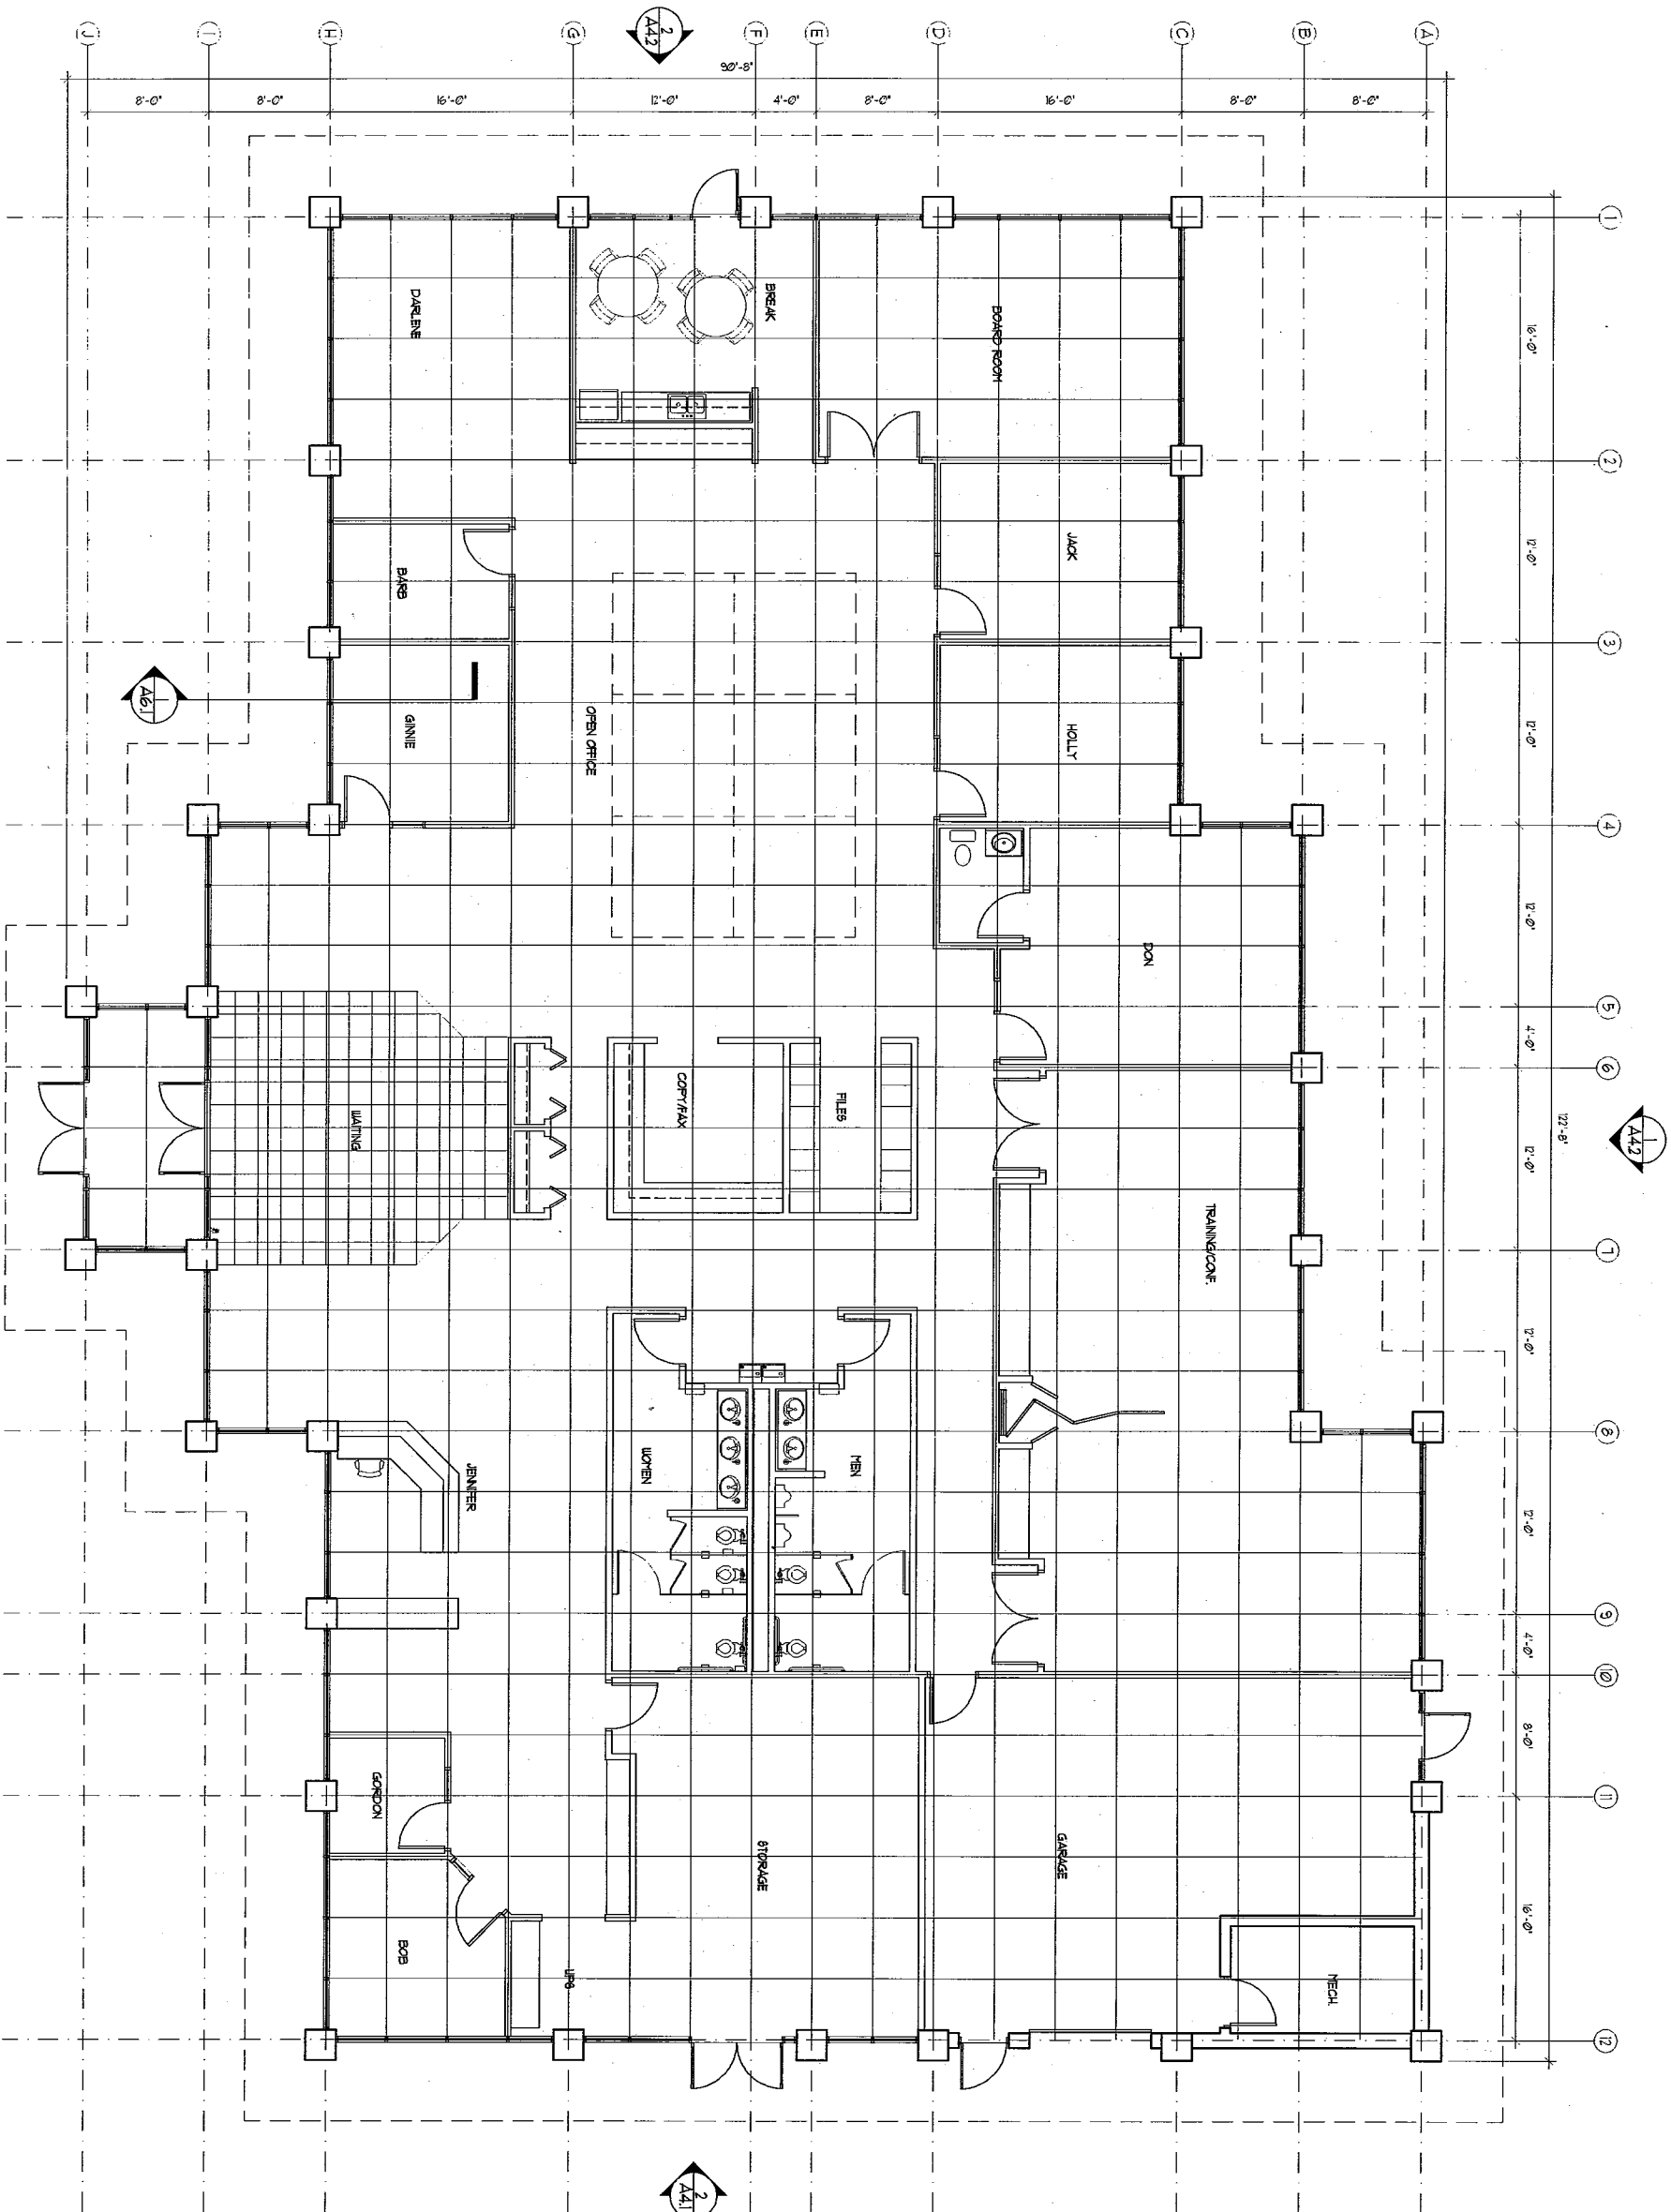 J
I
H
G
2
A4.2
F
E
D
C
B
A
90'-8"
8'-0"
8'-0"
16'-0"
12'-0"
4'-0"
8'-0"
16'-0"
8'-0"
8'-0"
1
2
3
4
5
6
7
8
9
10
11
12
16'-0"
12'-0"
12'-0"
12'-0"
4'-0"
12'-0"
12'-0"
12'-0"
4'-0"
8'-0"
16'-0"
122'-8"
1
A4.2
DARLENE
BREAK
BOARD ROOM
BARB
JACK
GINNIE
OPEN OFFICE
HOLLY
A6.1
DON
WAITING
COPY/FAX
FILES
TRAINING/CONF.
JENNIFER
WOMEN
MEN
GORDON
STORAGE
GARAGE
BOB
UPS
MECH.
2
A4.1